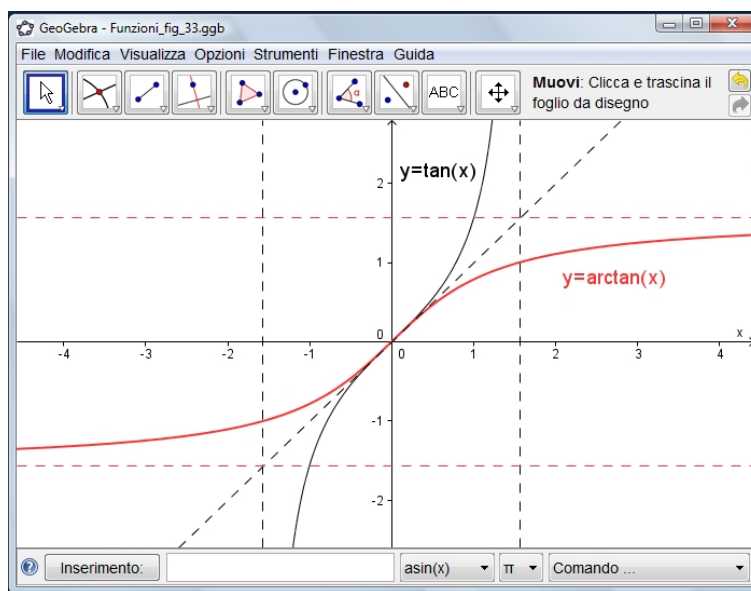 GeoGebra - Funzioni_fig_33.ggb
File Modifica Visualizza Opzioni Strumenti Finestra Guida
ABC
Muovi: Clicca e trascina il
foglio da disegno
α
y=tan(x)
2
1
y=arctan(x)
0
x
-4 -3 -2 -1 0 1 2 3 4
-1
-2
Inserimento: asin(x) π Comando ...